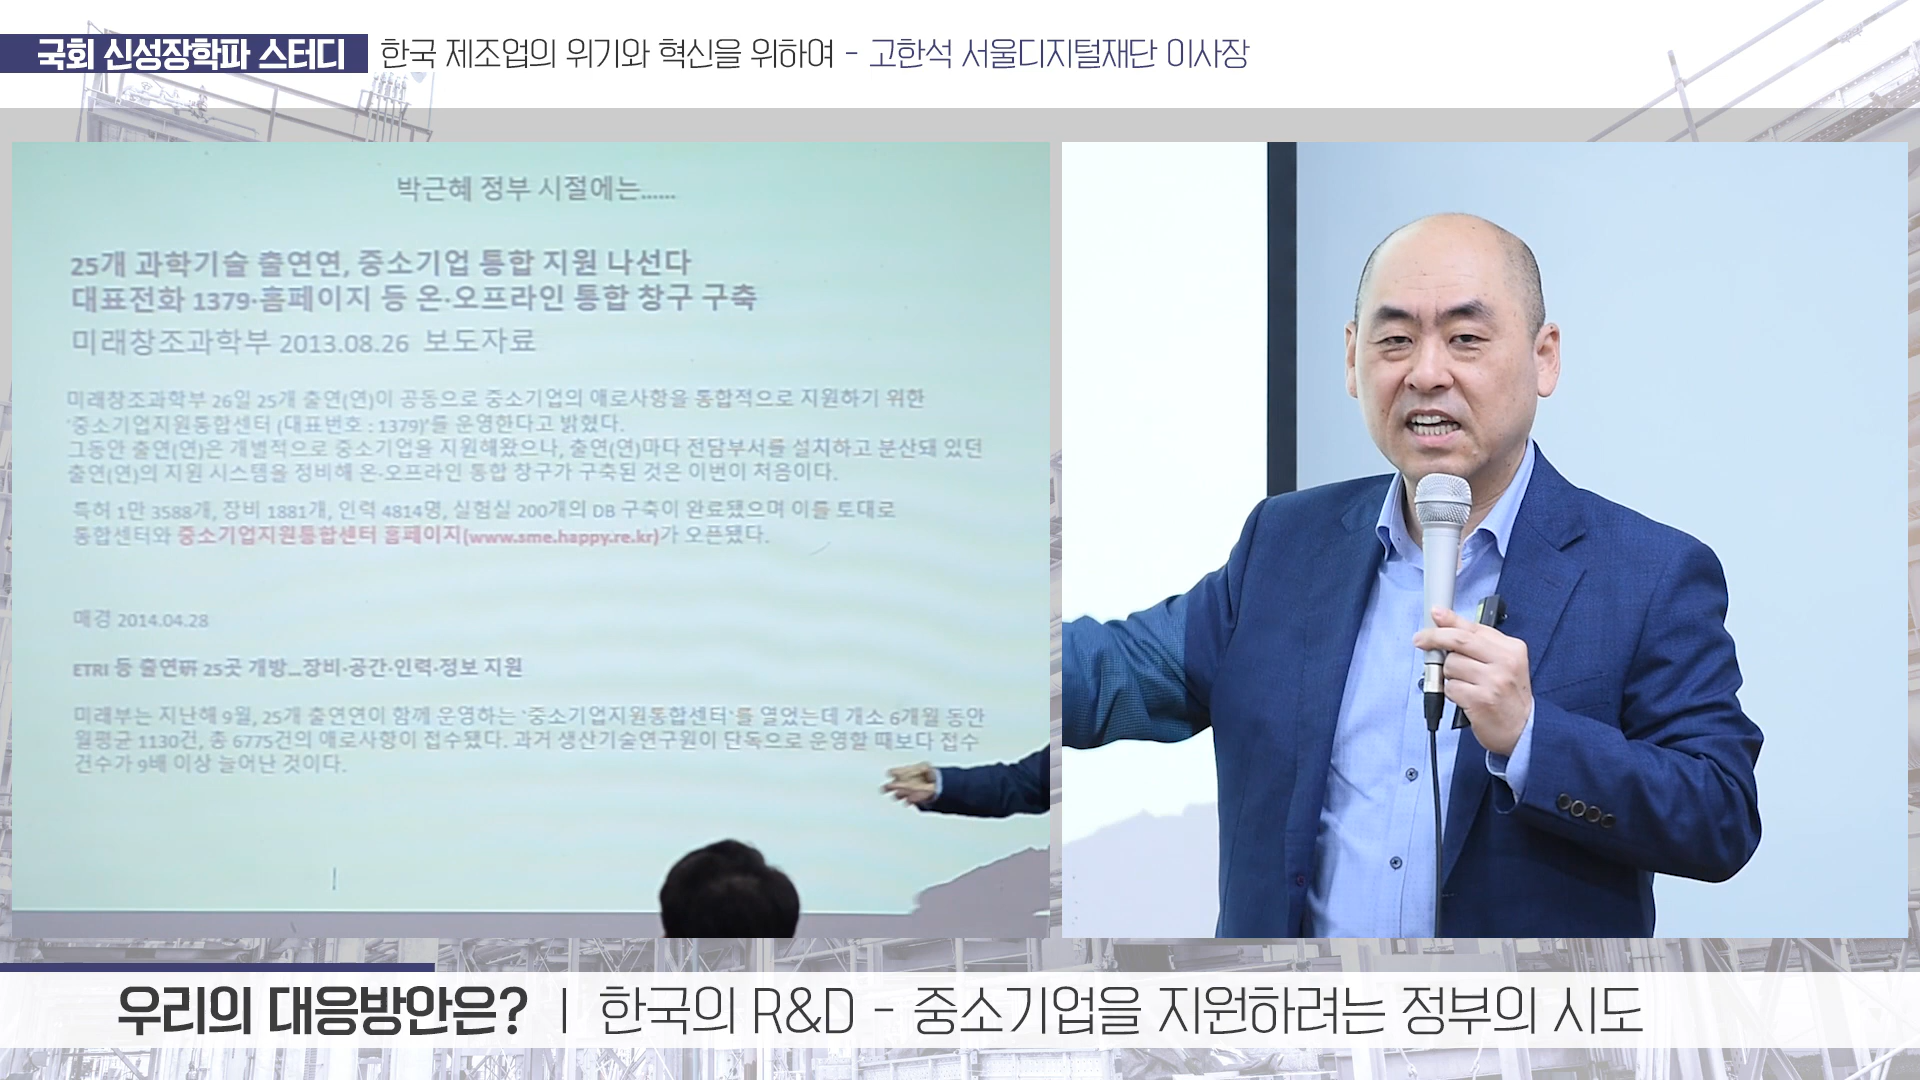 국회 신성장학파 스터디 한국 제조업의 위기와 혁신을 위하여 - 고한석 서울디지털재단 이사장
박근혜 정부 시절에는......
25개 과학기술 출연연, 중소기업 통합 지원 나선다
대표전화 1379·홈페이지 등 온·오프라인 통합 창구 구축
미래창조과학부 2013.08.26 보도자료
미래창조과학부 26일 25개 출연(연)이 공동으로 중소기업의 애로사항을 통합적으로 지원하기 위한
'중소기업지원통합센터 (대표번호 : 1379)'를 운영한다고 밝혔다.
그동안 출연(연)은 개별적으로 중소기업을 지원해왔으나, 출연(연)마다 전담부서를 설치하고 분산돼 있던
출연(연)의 지원 시스템을 정비해 온·오프라인 통합 창구가 구축된 것은 이번이 처음이다.
특허 1만 3588개, 장비 1881개, 인력 4814명, 실험실 200개의 DB 구축이 완료됐으며 이를 토대로
통합센터와 중소기업지원통합센터 홈페이지(www.sme.happy.re.kr)가 오픈됐다.
매경 2014.04.28
ETRI 등 출연硏 25곳 개방...장비·공간·인력·정보 지원
미래부는 지난해 9월, 25개 출연연이 함께 운영하는 '중소기업지원통합센터'를 열었는데 개소 6개월 동안
월평균 1130건, 총 6775건의 애로사항이 접수됐다. 과거 생산기술연구원이 단독으로 운영할 때보다 접수
건수가 9배 이상 늘어난 것이다.
우리의 대응방안은? | 한국의 R&D - 중소기업을 지원하려는 정부의 시도